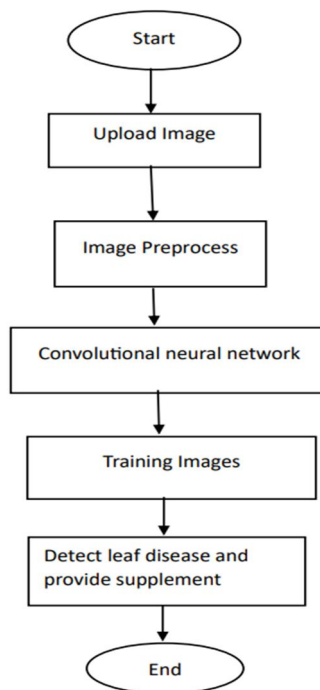 Start
Upload Image
Image Preprocess
Convolutional neural network
Training Images
Detect leaf disease and
provide supplement
End